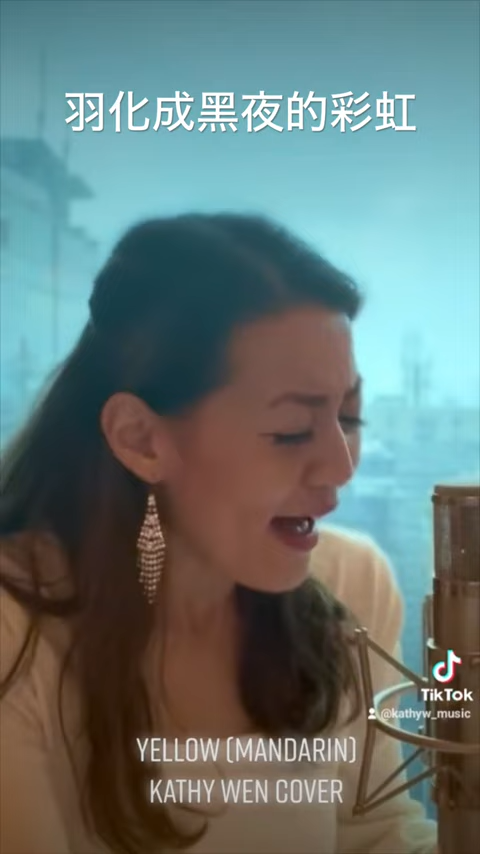 羽化成黑夜的彩虹
TikTok
@kathyw_music
YELLOW (MANDARIN)
KATHY WEN COVER